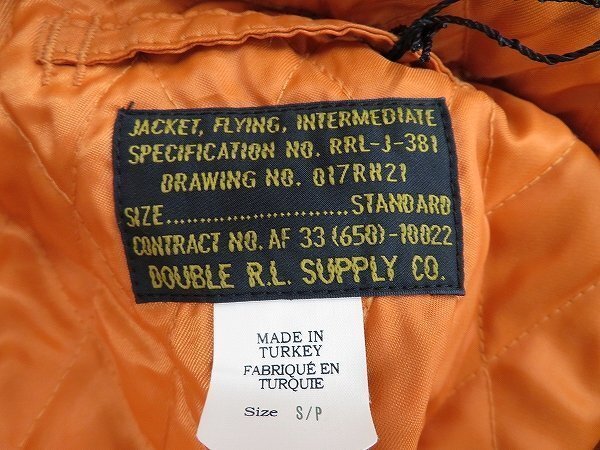 JACKET, FLYING, INTERMEDIATE
SPECIFICATION NO. RRL-J-381
DRAWING NO. 017RH21
SIZE............................STANDARD
CONTRACT NO. AF 33 (650)-10022
DOUBLE R.L. SUPPLY CO.
MADE IN
TURKEY
FABRIQUÉ EN
TURQUIE
Size S/P